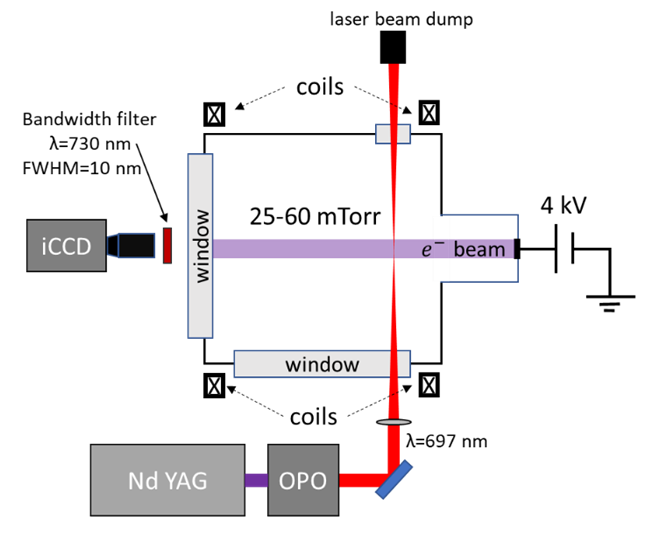 laser beam dump
coils
Bandwidth filter
λ=730 nm
FWHM=10 nm
4 kV
25-60 mTorr
iCCD
window
e⁻ beam
window
coils
λ=697 nm
Nd YAG
OPO